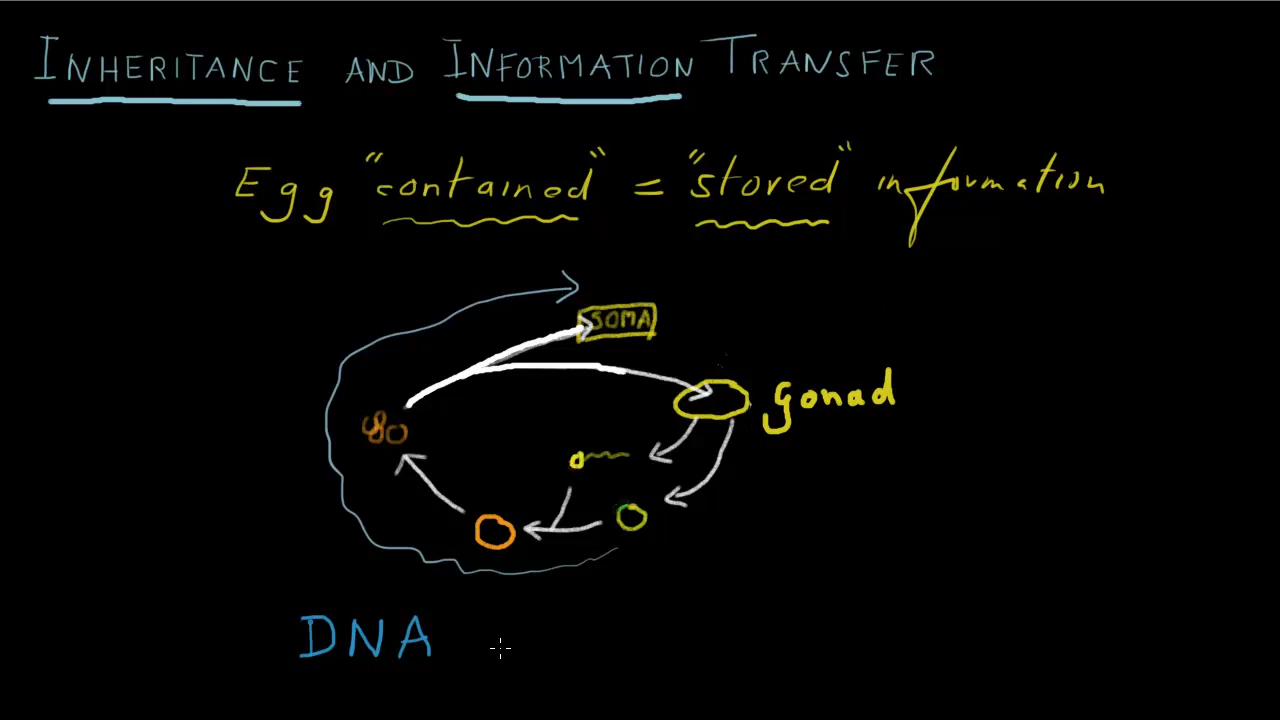 INHERITANCE AND INFORMATION TRANSFER
Egg "contained" = "stored" information
SOMA
gonad
DNA